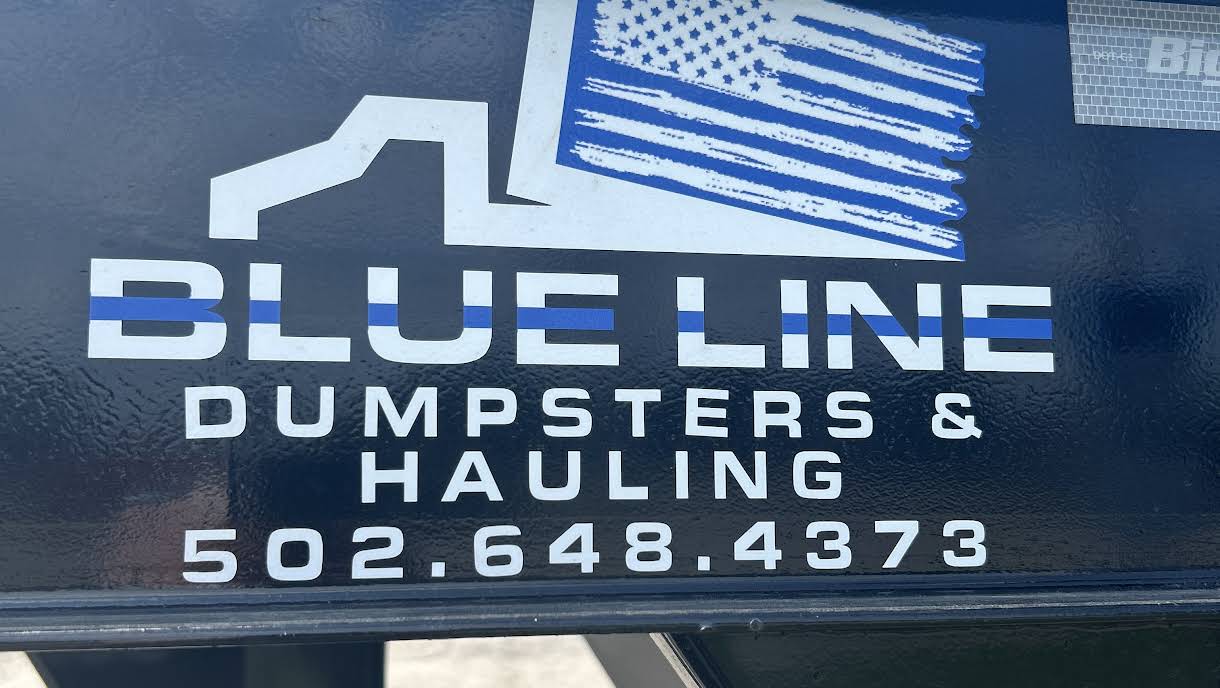 BLUE LINE
DUMPSTERS &
HAULING
502.648.4373